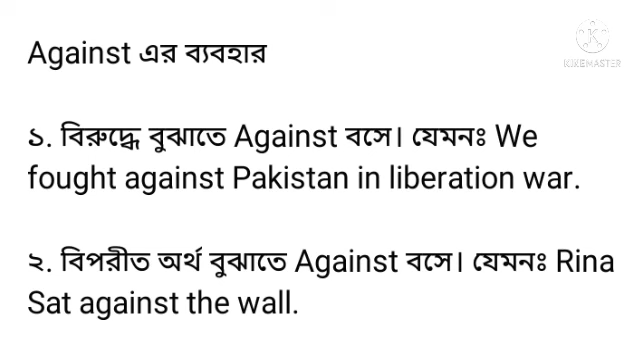 Against এর ব্যবহার
KINEMASTER
১. বিরুদ্ধে বুঝাতে Against বসে। যেমনঃ We
fought against Pakistan in liberation war.
২. বিপরীত অর্থ বুঝাতে Against বসে। যেমনঃ Rina
Sat against the wall.